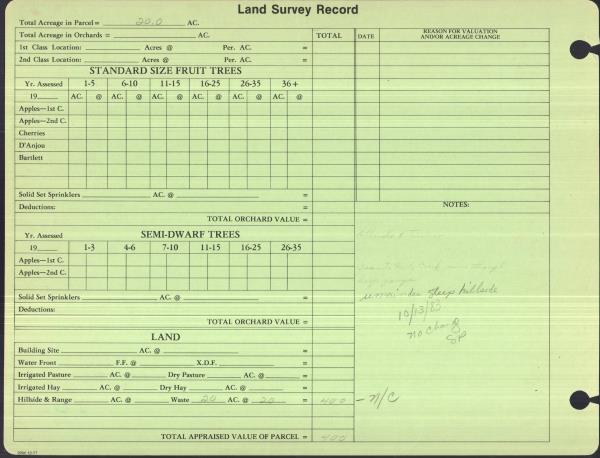 Land Survey Record
Total Acreage in Parcel = 20.0 AC.
Total Acreage in Orchards = AC. TOTAL DATE REASON FOR VALUATION AND/OR ACREAGE CHANGE
1st Class Location: Acres @ Per. AC. =
2nd Class Location: Acres @ Per. AC. =
STANDARD SIZE FRUIT TREES
Yr. Assessed 1-5 6-10 11-15 16-25 26-35 36+
19 AC. @ AC. @ AC. @ AC. @ AC. @ AC. @
Apples—1st C.
Apples—2nd C.
Cherries
D'Anjou
Bartlett
Solid Set Sprinklers AC. @ =
Deductions: =
TOTAL ORCHARD VALUE =
NOTES:
Yr. Assessed SEMI-DWARF TREES
19 1-3 4-6 7-10 11-15 16-25 26-35
Apples—1st C.
Apples—2nd C.
remainder steep hillside
10/13/83
no change
SP
Solid Set Sprinklers AC. @ =
Deductions:
TOTAL ORCHARD VALUE =
LAND
Building Site AC. @ =
Water Front F.F. @ X.D.F. =
Irrigated Pasture AC. @ Dry Pasture AC. @ =
Irrigated Hay AC. @ Dry Hay AC. @ =
Hillside & Range AC. @ Waste 20 AC. @ 20 = 400 – N/C
TOTAL APPRAISED VALUE OF PARCEL = 400